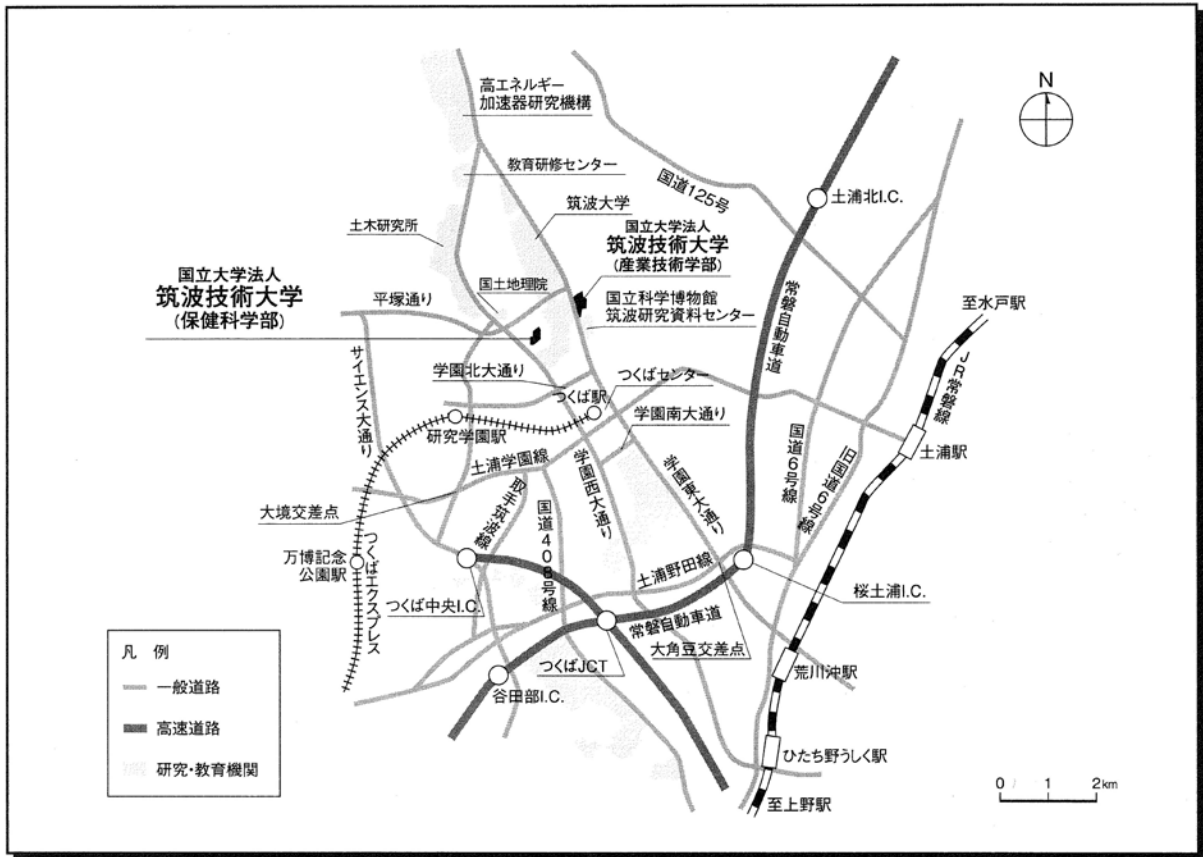 高エネルギー
加速器研究機構
N
教育研修センター
国道125号
筑波大学
土浦北I.C.
土木研究所
国立大学法人
筑波技術大学
(産業技術学部)
国立大学法人
筑波技術大学
(保健科学部)
国土地理院
平塚通り
国立科学博物館
筑波研究資料センター
常磐自動車道
至水戸駅
JR常磐線
サイエンス大通り
学園北大通り
つくばセンター
つくば駅
学園南大通り
研究学園駅
土浦駅
国道6号線
旧国道6号線
土浦学園線
学園西大通り
学園東大通り
取手筑波線
国道408号線
大境交差点
万博記念
公園駅
つくばエクスプレス
土浦野田線
桜土浦I.C.
つくば中央I.C.
常磐自動車道
大角豆交差点
つくばJCT
荒川沖駅
谷田部I.C.
凡 例
一般道路
高速道路
研究・教育機関
ひたち野うしく駅
至上野駅
0 1 2km